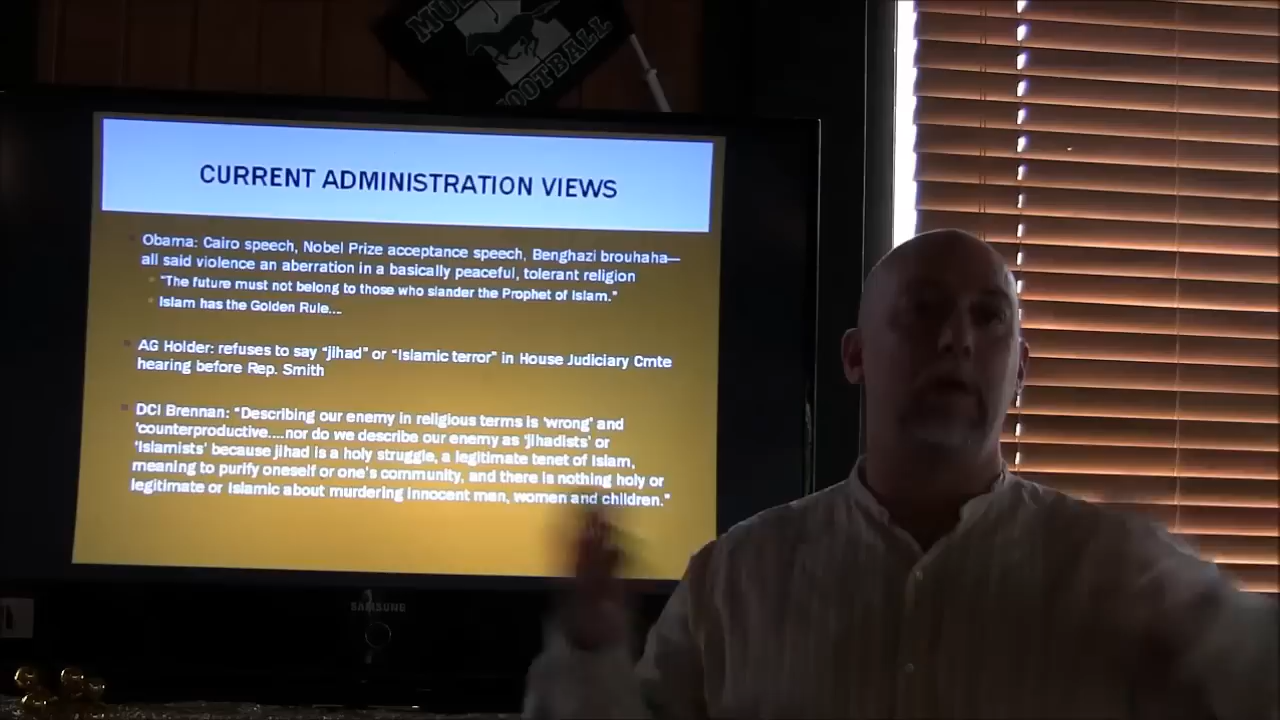 FOOTBALL
CURRENT ADMINISTRATION VIEWS
Obama: Cairo speech, Nobel Prize acceptance speech, Benghazi brouhaha—
all said violence an aberration in a basically peaceful, tolerant religion
"The future must not belong to those who slander the Prophet of Islam."
Islam has the Golden Rule...
AG Holder: refuses to say "jihad" or "Islamic terror" in House Judiciary Cmte
hearing before Rep. Smith
DCI Brennan: "Describing our enemy in religious terms is 'wrong' and
'counterproductive....nor do we describe our enemy as 'jihadists' or
'Islamists' because jihad is a holy struggle, a legitimate tenet of Islam,
meaning to purify oneself or one's community, and there is nothing holy or
legitimate or Islamic about murdering innocent men, women and children."
SAMSUNG